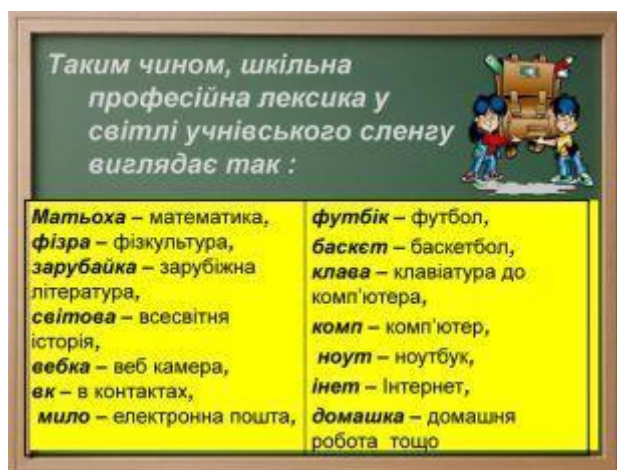 Таким чином, шкільна
професійна лексика у
світлі учнівського сленгу
виглядає так :
Матьоха – математика,
фізра – фізкультура,
зарубайка – зарубіжна
література,
світова – всесвітня
історія,
вебка – веб камера,
вк – в контактах,
мило – електронна пошта,
футбік – футбол,
баскєт – баскетбол,
клава – клавіатура до
комп'ютера,
комп – комп'ютер,
ноут – ноутбук,
інет – Інтернет,
домашка – домашня
робота тощо